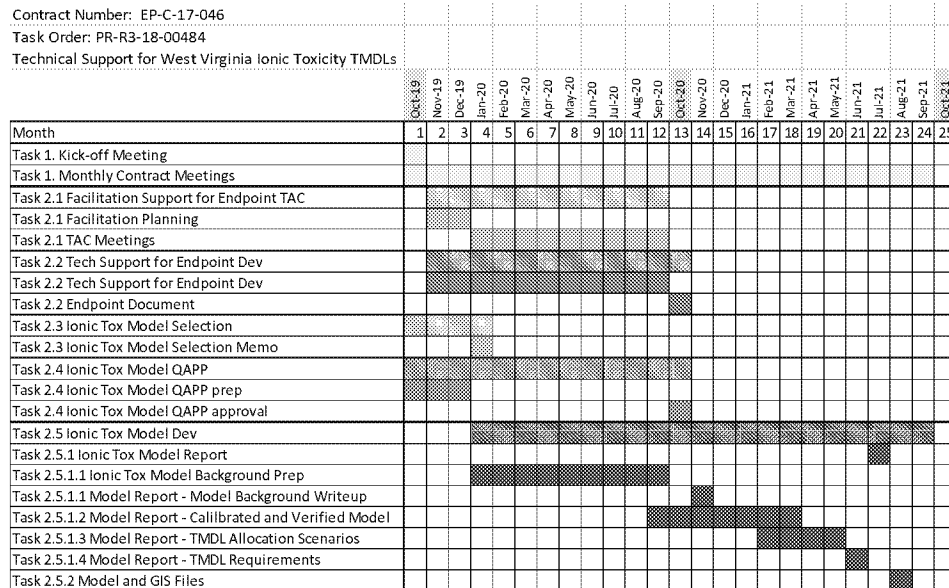 Contract Number: EP-C-17-046
Task Order: PR-R3-18-00484
Technical Support for West Virginia Ionic Toxicity TMDLs
Oct-19 Nov-19 Dec-19 Jan-20 Feb-20 Mar-20 Apr-20 May-20 Jun-20 Jul-20 Aug-20 Sep-20 Oct-20 Nov-20 Dec-20 Jan-21 Feb-21 Mar-21 Apr-21 May-21 Jun-21 Jul-21 Aug-21 Sep-21 Oct-21
Month 1 2 3 4 5 6 7 8 9 10 11 12 13 14 15 16 17 18 19 20 21 22 23 24 25
Task 1. Kick-off Meeting
Task 1. Monthly Contract Meetings
Task 2.1 Facilitation Support for Endpoint TAC
Task 2.1 Facilitation Planning
Task 2.1 TAC Meetings
Task 2.2 Tech Support for Endpoint Dev
Task 2.2 Tech Support for Endpoint Dev
Task 2.2 Endpoint Document
Task 2.3 Ionic Tox Model Selection
Task 2.3 Ionic Tox Model Selection Memo
Task 2.4 Ionic Tox Model QAPP
Task 2.4 Ionic Tox Model QAPP prep
Task 2.4 Ionic Tox Model QAPP approval
Task 2.5 Ionic Tox Model Dev
Task 2.5.1 Ionic Tox Model Report
Task 2.5.1.1 Ionic Tox Model Background Prep
Task 2.5.1.1 Model Report - Model Background Writeup
Task 2.5.1.2 Model Report - Calilbrated and Verified Model
Task 2.5.1.3 Model Report - TMDL Allocation Scenarios
Task 2.5.1.4 Model Report - TMDL Requirements
Task 2.5.2 Model and GIS Files